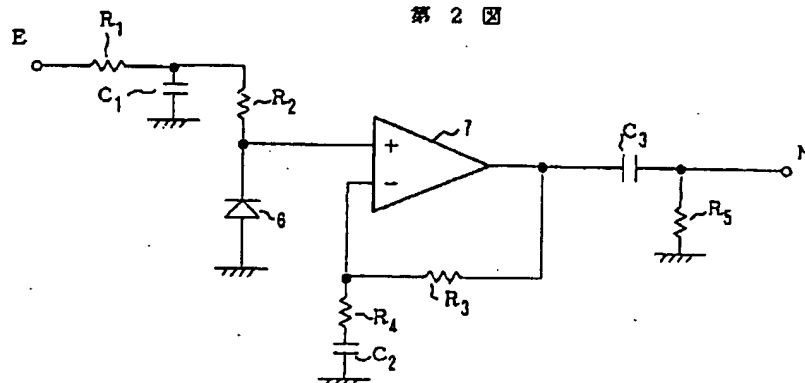 第 2 図
E
R₁
C₁
R₂
6
+
−
7
R₃
R₄
C₂
C₃
R₅
N